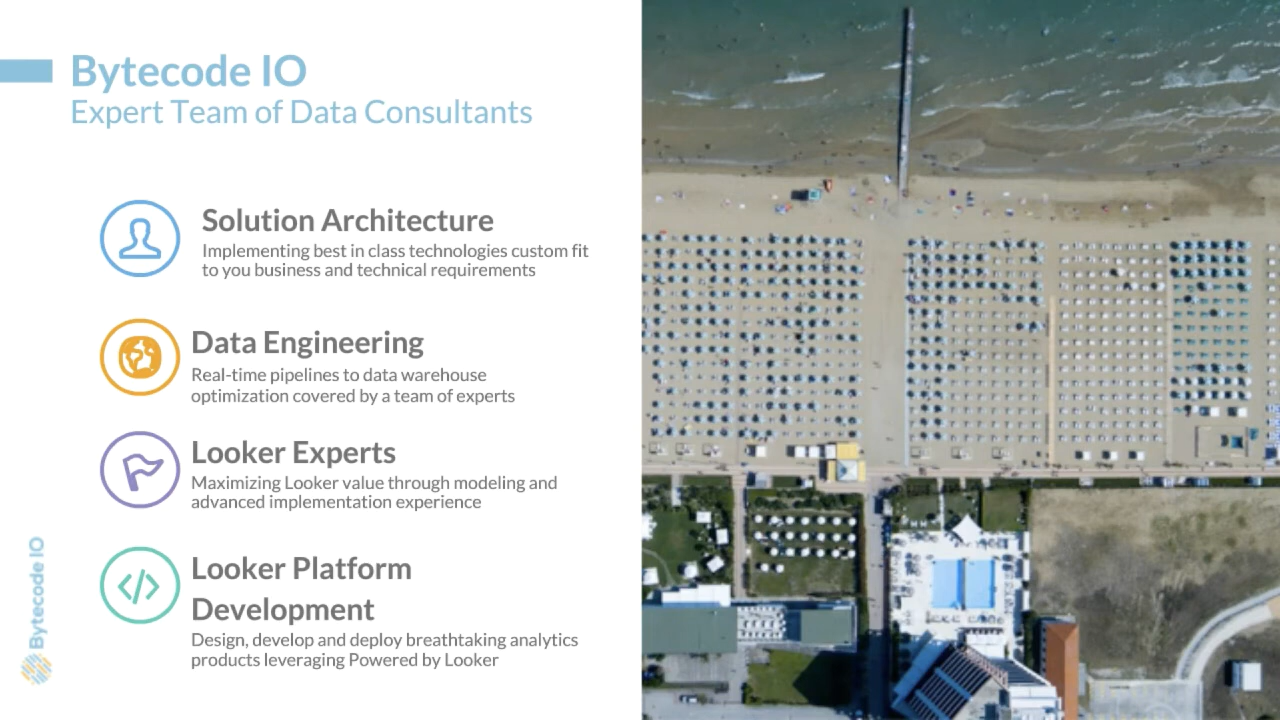 Bytecode IO
Expert Team of Data Consultants
Solution Architecture
Implementing best in class technologies custom fit
to you business and technical requirements
Data Engineering
Real-time pipelines to data warehouse
optimization covered by a team of experts
Looker Experts
Maximizing Looker value through modeling and
advanced implementation experience
Looker Platform
Development
Design, develop and deploy breathtaking analytics
products leveraging Powered by Looker
Bytecode IO